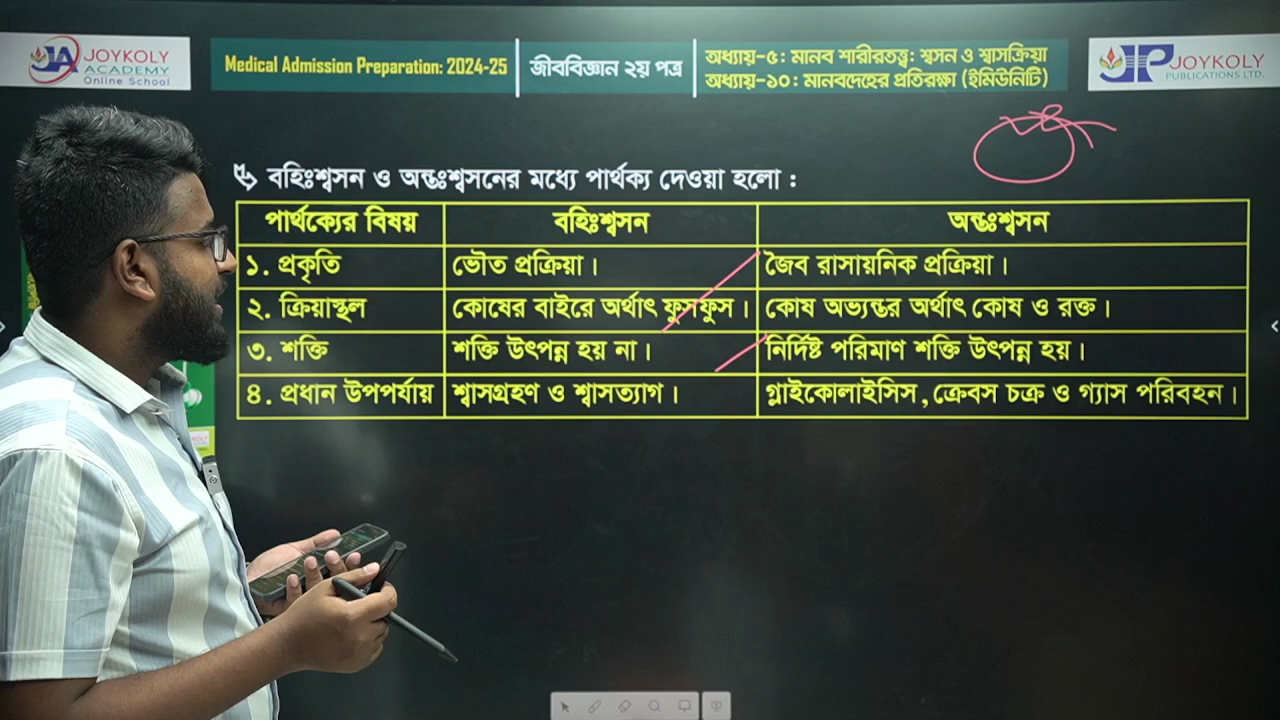 JA JOYKOLY
ACADEMY
Online School
Medical Admission Preparation: 2024-25
জীববিজ্ঞান ২য় পত্র
অধ্যায়-৫ : মানব শারীরতত্ত্ব: শ্বসন ও শ্বাসক্রিয়া
অধ্যায়-১০ : মানবদেহের প্রতিরক্ষা (ইমিউনিটি)
JP JOYKOLY
PUBLICATIONS LTD.
বহিঃশ্বসন ও অন্তঃশ্বসনের মধ্যে পার্থক্য দেওয়া হলো :
পার্থক্যের বিষয় বহিঃশ্বসন অন্তঃশ্বসন
১. প্রকৃতি ভৌত প্রক্রিয়া। জৈব রাসায়নিক প্রক্রিয়া।
২. ক্রিয়াস্থল কোষের বাইরে অর্থাৎ ফুসফুস। কোষ অভ্যন্তর অর্থাৎ কোষ ও রক্ত।
৩. শক্তি শক্তি উৎপন্ন হয় না। নির্দিষ্ট পরিমাণ শক্তি উৎপন্ন হয়।
৪. প্রধান উপপর্যায় শ্বাসগ্রহণ ও শ্বাসত্যাগ। গ্লাইকোলাইসিস, ক্রেবস চক্র ও গ্যাস পরিবহন।